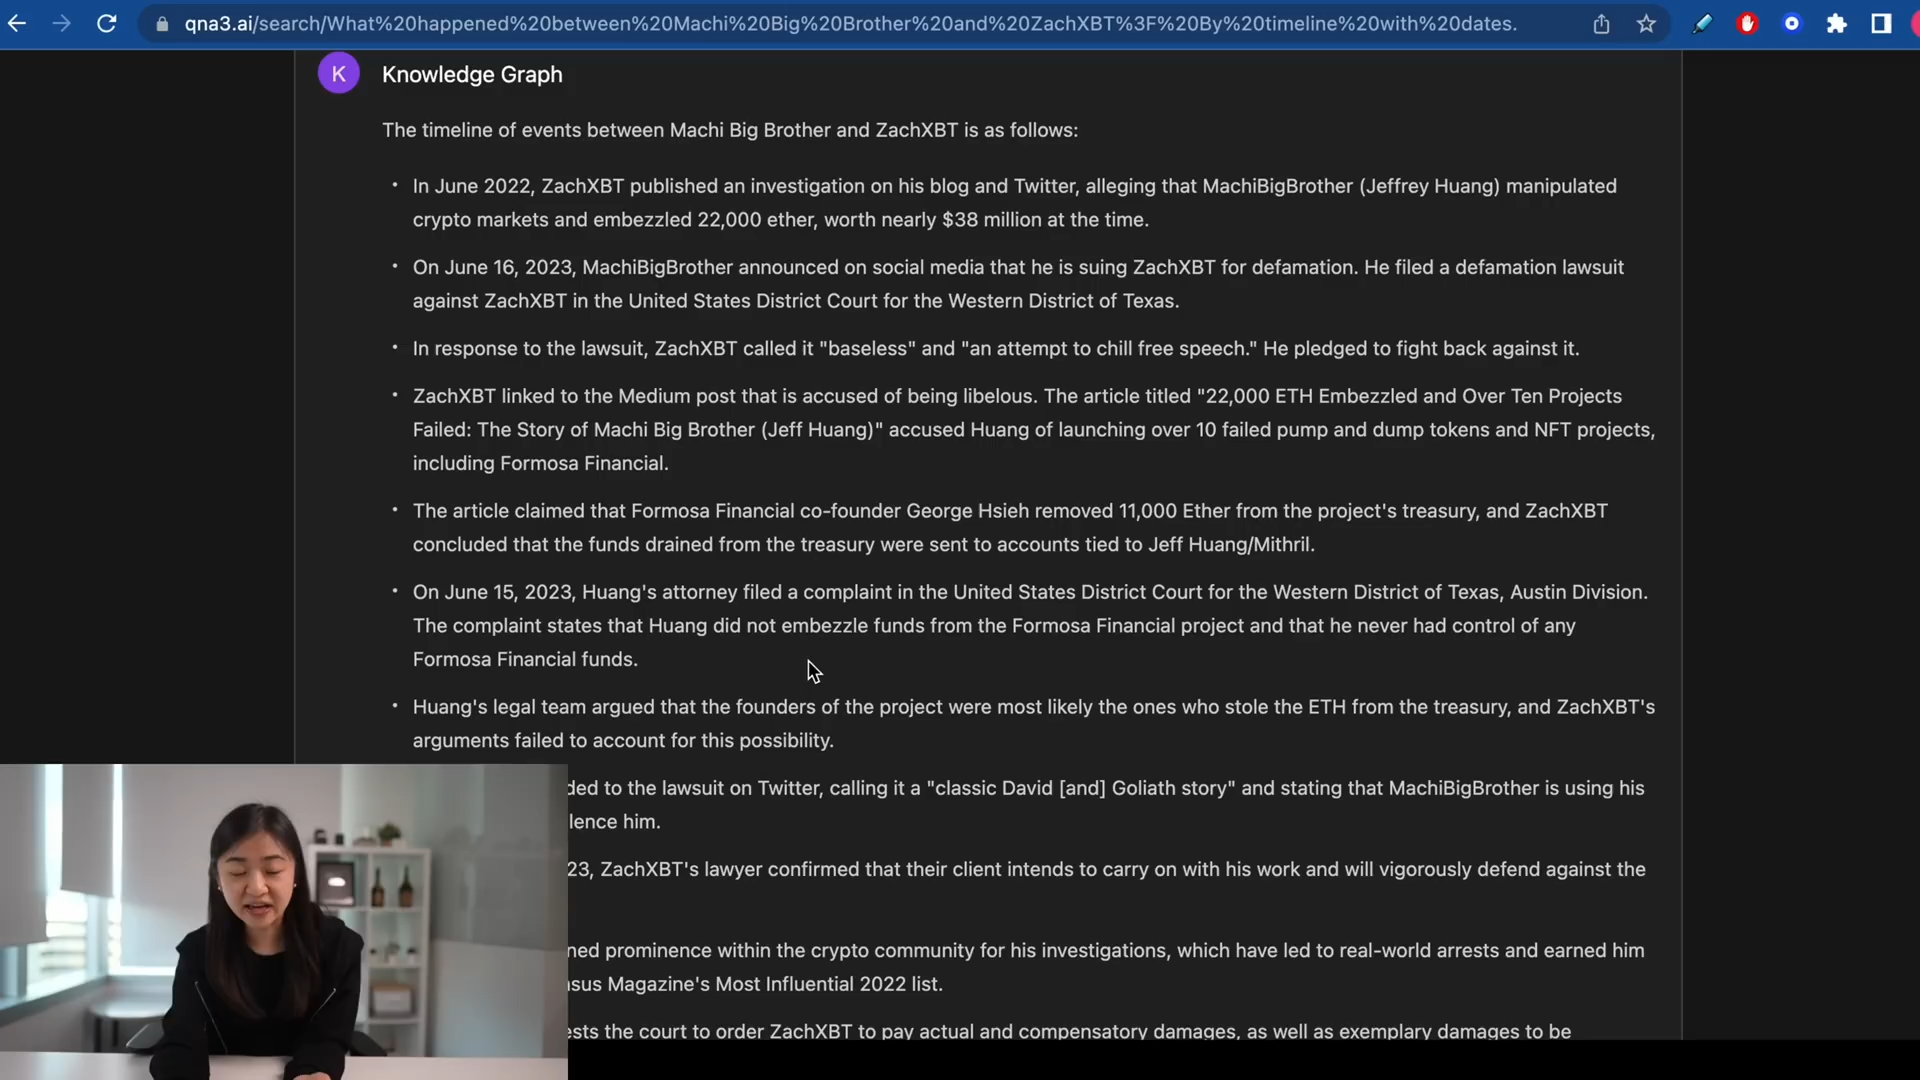 qna3.ai/search/What%20happened%20between%20Machi%20Big%20Brother%20and%20ZachXBT%3F%20By%20timeline%20with%20dates.
K
Knowledge Graph
The timeline of events between Machi Big Brother and ZachXBT is as follows:
• In June 2022, ZachXBT published an investigation on his blog and Twitter, alleging that MachiBigBrother (Jeffrey Huang) manipulated
crypto markets and embezzled 22,000 ether, worth nearly $38 million at the time.
• On June 16, 2023, MachiBigBrother announced on social media that he is suing ZachXBT for defamation. He filed a defamation lawsuit
against ZachXBT in the United States District Court for the Western District of Texas.
• In response to the lawsuit, ZachXBT called it "baseless" and "an attempt to chill free speech." He pledged to fight back against it.
• ZachXBT linked to the Medium post that is accused of being libelous. The article titled "22,000 ETH Embezzled and Over Ten Projects
Failed: The Story of Machi Big Brother (Jeff Huang)" accused Huang of launching over 10 failed pump and dump tokens and NFT projects,
including Formosa Financial.
• The article claimed that Formosa Financial co-founder George Hsieh removed 11,000 Ether from the project's treasury, and ZachXBT
concluded that the funds drained from the treasury were sent to accounts tied to Jeff Huang/Mithril.
• On June 15, 2023, Huang's attorney filed a complaint in the United States District Court for the Western District of Texas, Austin Division.
The complaint states that Huang did not embezzle funds from the Formosa Financial project and that he never had control of any
Formosa Financial funds.
• Huang's legal team argued that the founders of the project were most likely the ones who stole the ETH from the treasury, and ZachXBT's
arguments failed to account for this possibility.
ded to the lawsuit on Twitter, calling it a "classic David [and] Goliath story" and stating that MachiBigBrother is using his
lence him.
23, ZachXBT's lawyer confirmed that their client intends to carry on with his work and will vigorously defend against the
ned prominence within the crypto community for his investigations, which have led to real-world arrests and earned him
nsus Magazine's Most Influential 2022 list.
ests the court to order ZachXBT to pay actual and compensatory damages, as well as exemplary damages to be